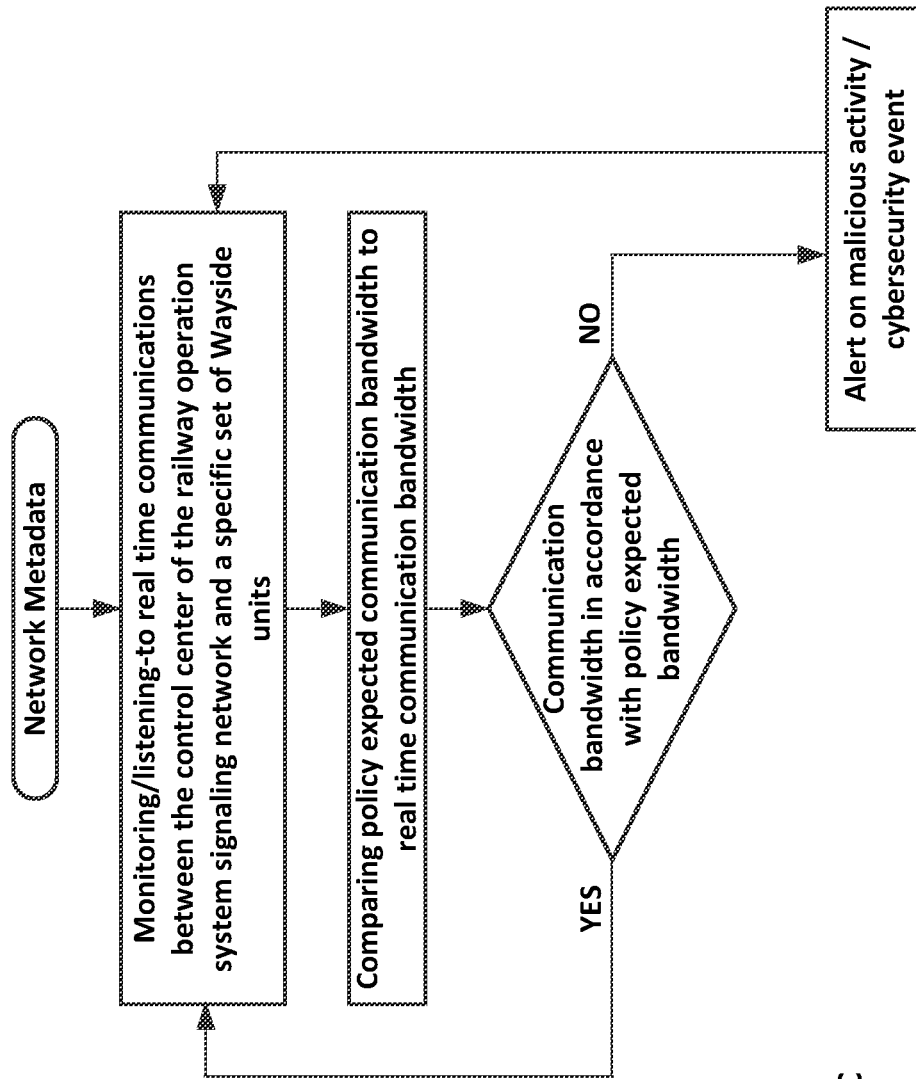 Network Metadata
Monitoring/listening-to real time communications
between the control center of the railway operation
system signaling network and a specific set of Wayside
units
Comparing policy expected communication bandwidth to
real time communication bandwidth
Communication
bandwidth in accordance
with policy expected
bandwidth
YES
NO
Alert on malicious activity /
cybersecurity event